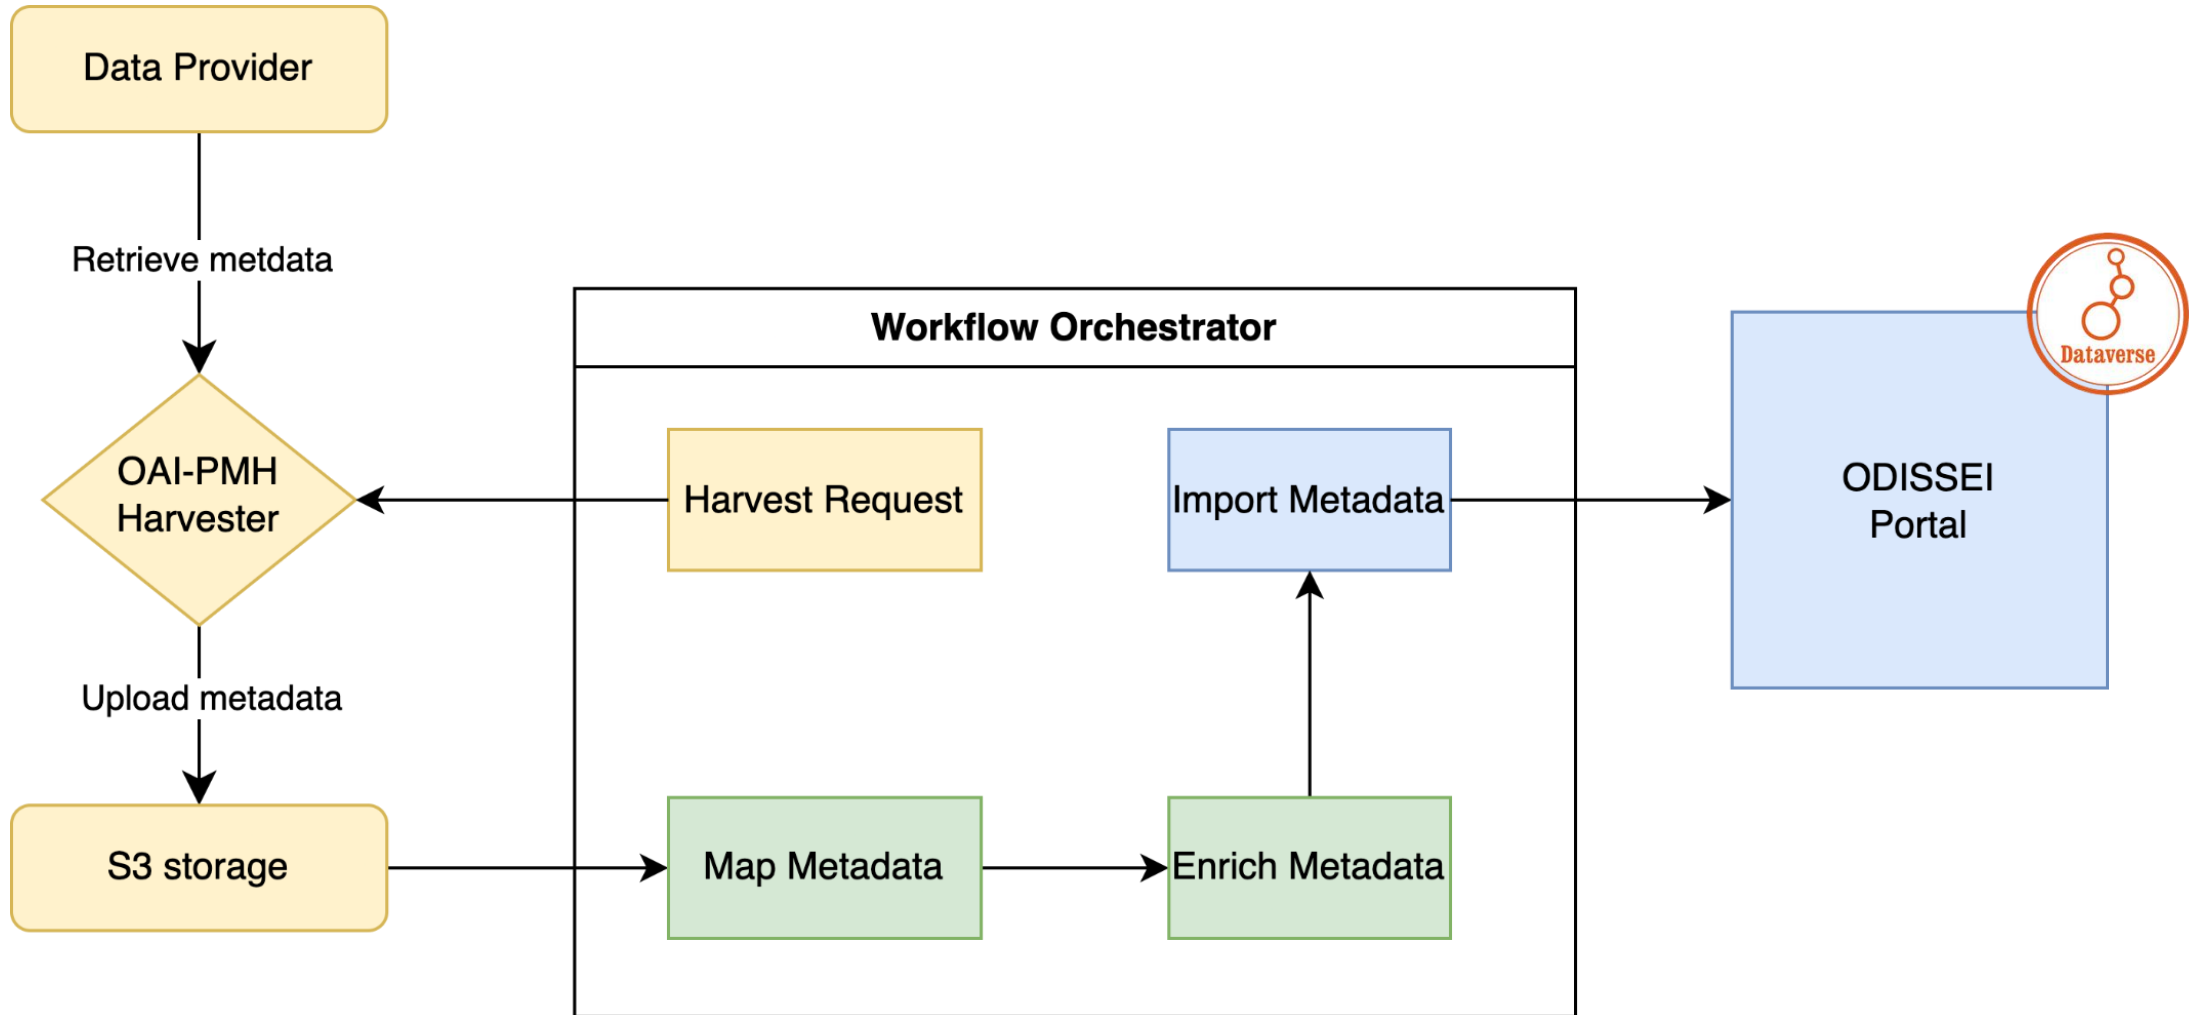 Data Provider
Retrieve metdata
Workflow Orchestrator
Dataverse
OAI-PMH
Harvester
Harvest Request
Import Metadata
ODISSEI
Portal
Upload metadata
S3 storage
Map Metadata
Enrich Metadata